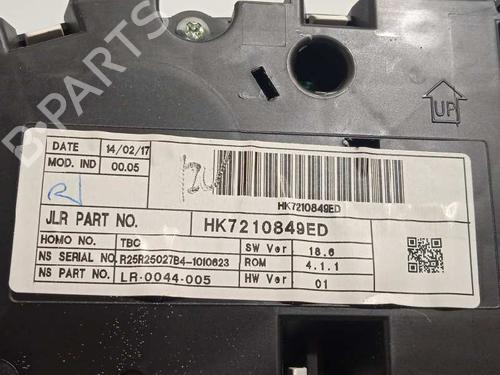 B-PARTS
UP
DATE 14/02/17
MOD. IND 00.05
HK7210849ED
JLR PART NO. HK7210849ED
HOMO NO. TBC SW Ver 18.6
NS SERIAL NO. R25R25027B4-1010623 ROM 4.1.1
NS PART NO. LR-0044-005 HW Ver 01